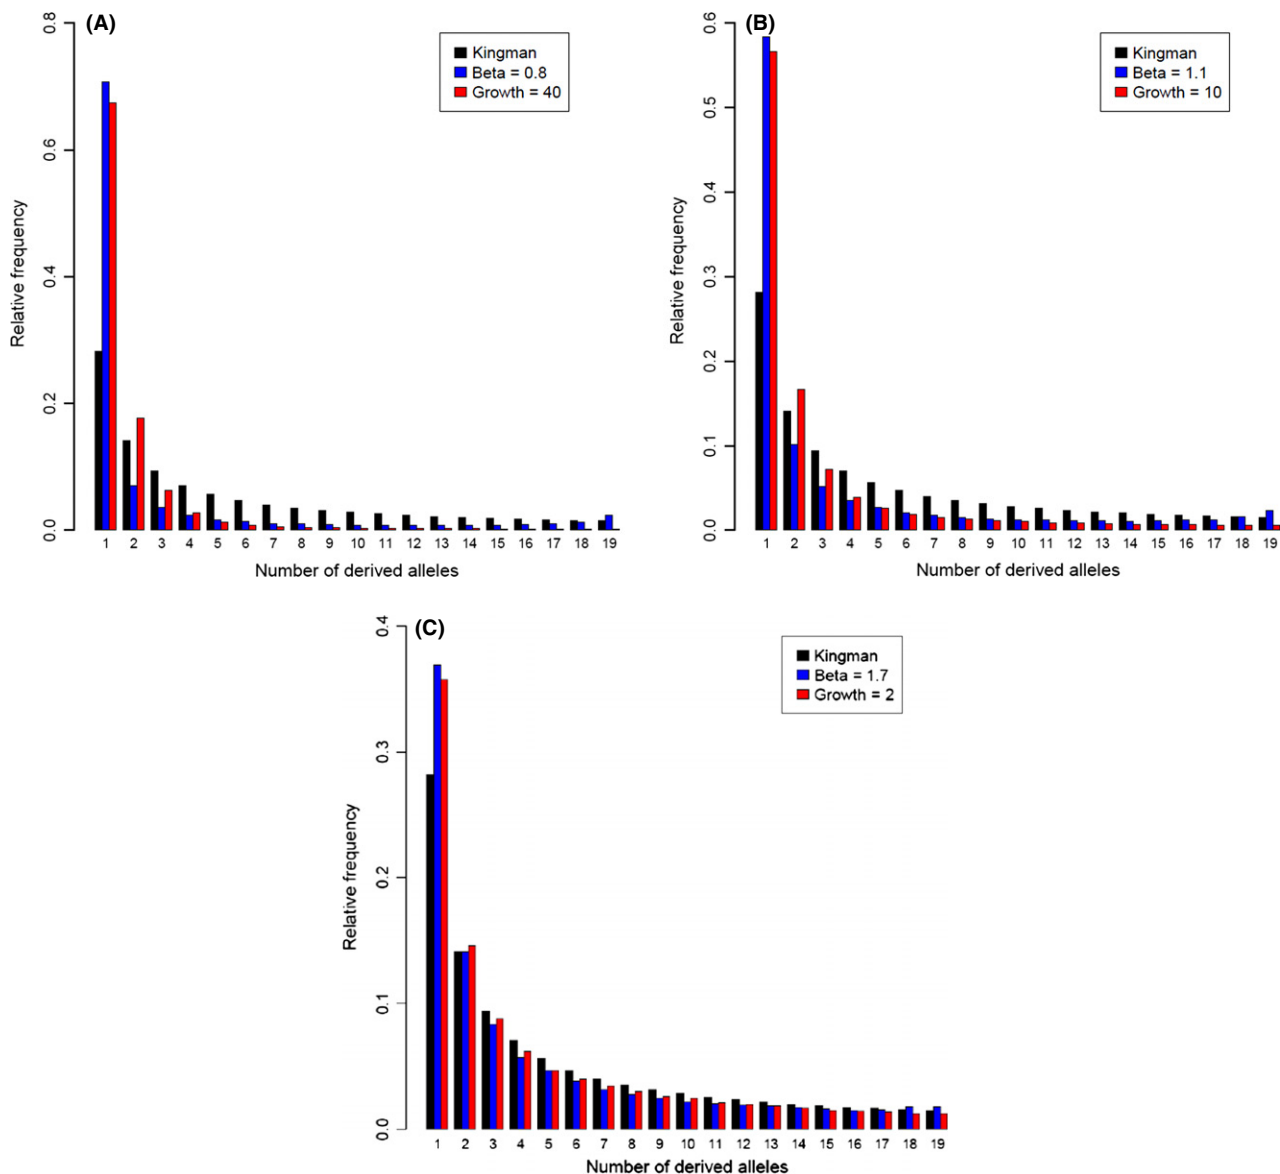 (A)
Kingman
Beta = 0.8
Growth = 40
0.8
0.6
0.4
0.2
0.0
Relative frequency
1 2 3 4 5 6 7 8 9 10 11 12 13 14 15 16 17 18 19
Number of derived alleles
(B)
Kingman
Beta = 1.1
Growth = 10
0.6
0.5
0.4
0.3
0.2
0.1
0.0
Relative frequency
1 2 3 4 5 6 7 8 9 10 11 12 13 14 15 16 17 18 19
Number of derived alleles
(C)
Kingman
Beta = 1.7
Growth = 2
0.4
0.3
0.2
0.1
0.0
Relative frequency
1 2 3 4 5 6 7 8 9 10 11 12 13 14 15 16 17 18 19
Number of derived alleles